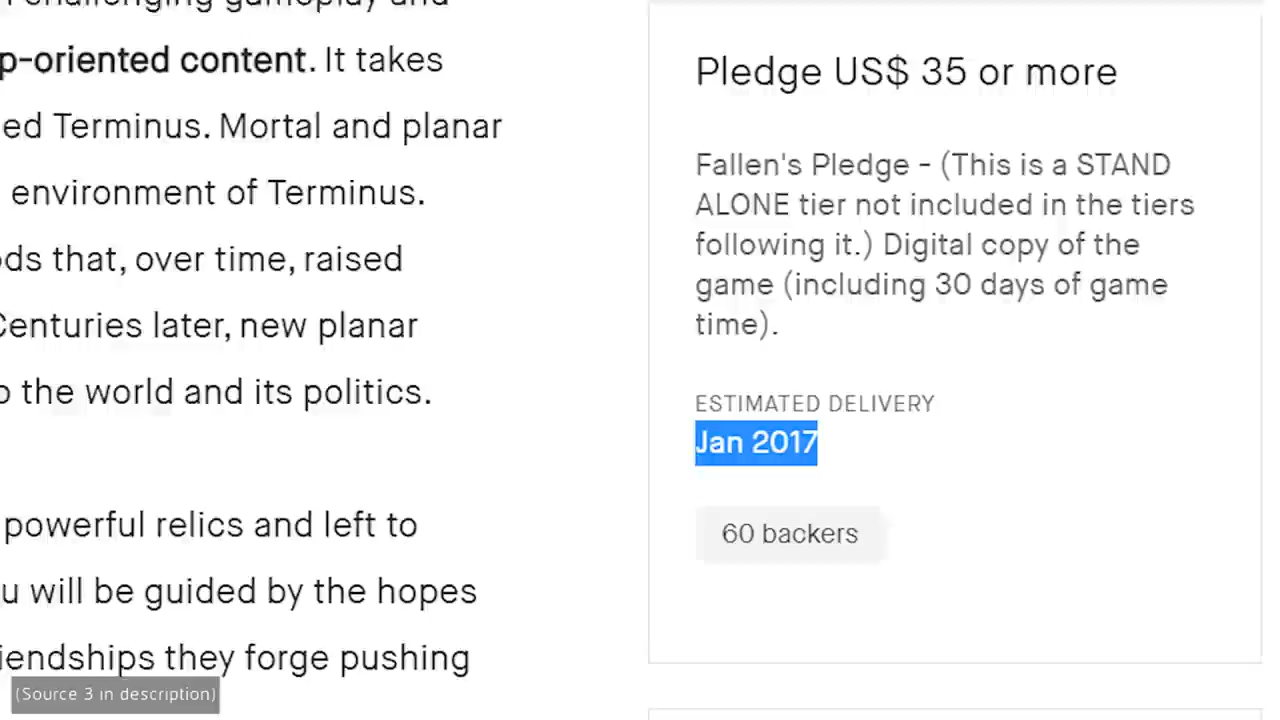 challenging gameplay and
p-oriented content. It takes
ed Terminus. Mortal and planar
environment of Terminus.
ods that, over time, raised
Centuries later, new planar
o the world and its politics.
powerful relics and left to
u will be guided by the hopes
iendships they forge pushing
(Source 3 in description)
Pledge US$ 35 or more
Fallen's Pledge - (This is a STAND
ALONE tier not included in the tiers
following it.) Digital copy of the
game (including 30 days of game
time).
ESTIMATED DELIVERY
Jan 2017
60 backers